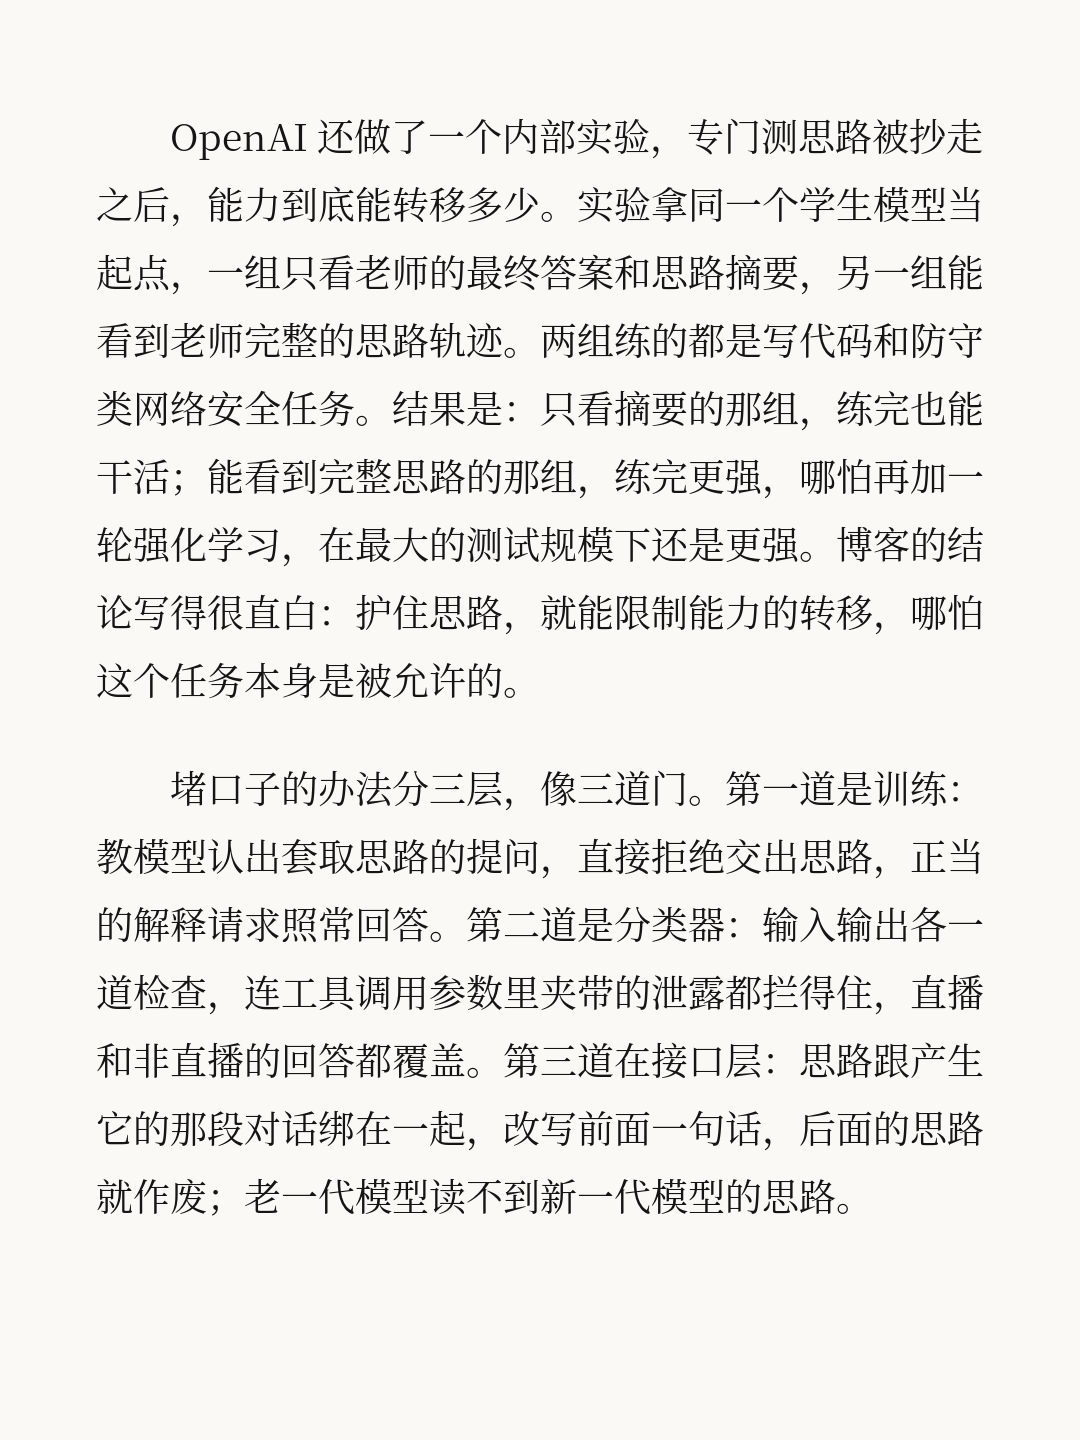 OpenAI 还做了一个内部实验，专门测思路被抄走
之后，能力到底能转移多少。实验拿同一个学生模型当
起点，一组只看老师的最终答案和思路摘要，另一组能
看到老师完整的思路轨迹。两组练的都是写代码和防守
类网络安全任务。结果是：只看摘要的那组，练完也能
干活；能看到完整思路的那组，练完更强，哪怕再加一
轮强化学习，在最大的测试规模下还是更强。博客的结
论写得很直白：护住思路，就能限制能力的转移，哪怕
这个任务本身是被允许的。
堵口子的办法分三层，像三道门。第一道是训练：
教模型认出套取思路的提问，直接拒绝交出思路，正当
的解释请求照常回答。第二道是分类器：输入输出各一
道检查，连工具调用参数里夹带的泄露都拦得住，直播
和非直播的回答都覆盖。第三道在接口层：思路跟产生
它的那段对话绑在一起，改写前面一句话，后面的思路
就作废；老一代模型读不到新一代模型的思路。